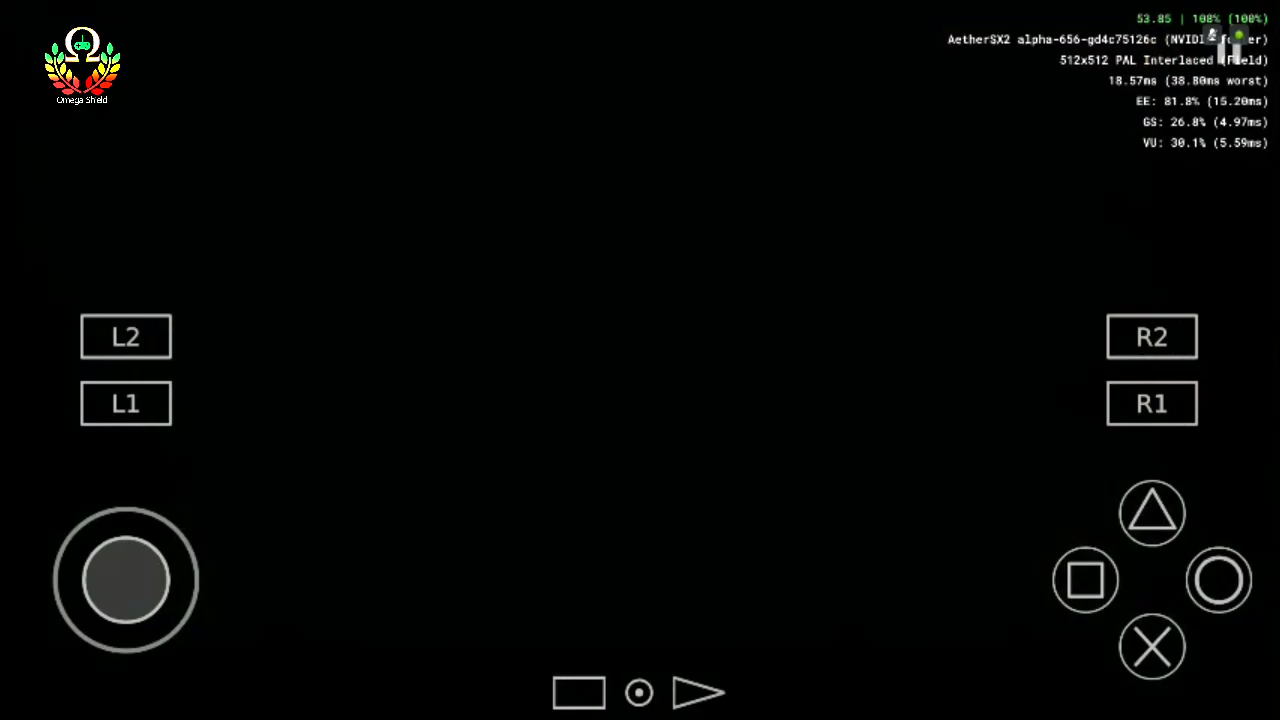 Ω
Omega Shield
53.85 | 108% (100%)
AetherSX2 alpha-656-gd4c75126c
512x512 PAL Interlaced
18.57ms (38.80ms worst)
EE: 81.8% (15.20ms)
GS: 26.8% (4.97ms)
VU: 30.1% (5.59ms)
L2
R2
L1
R1